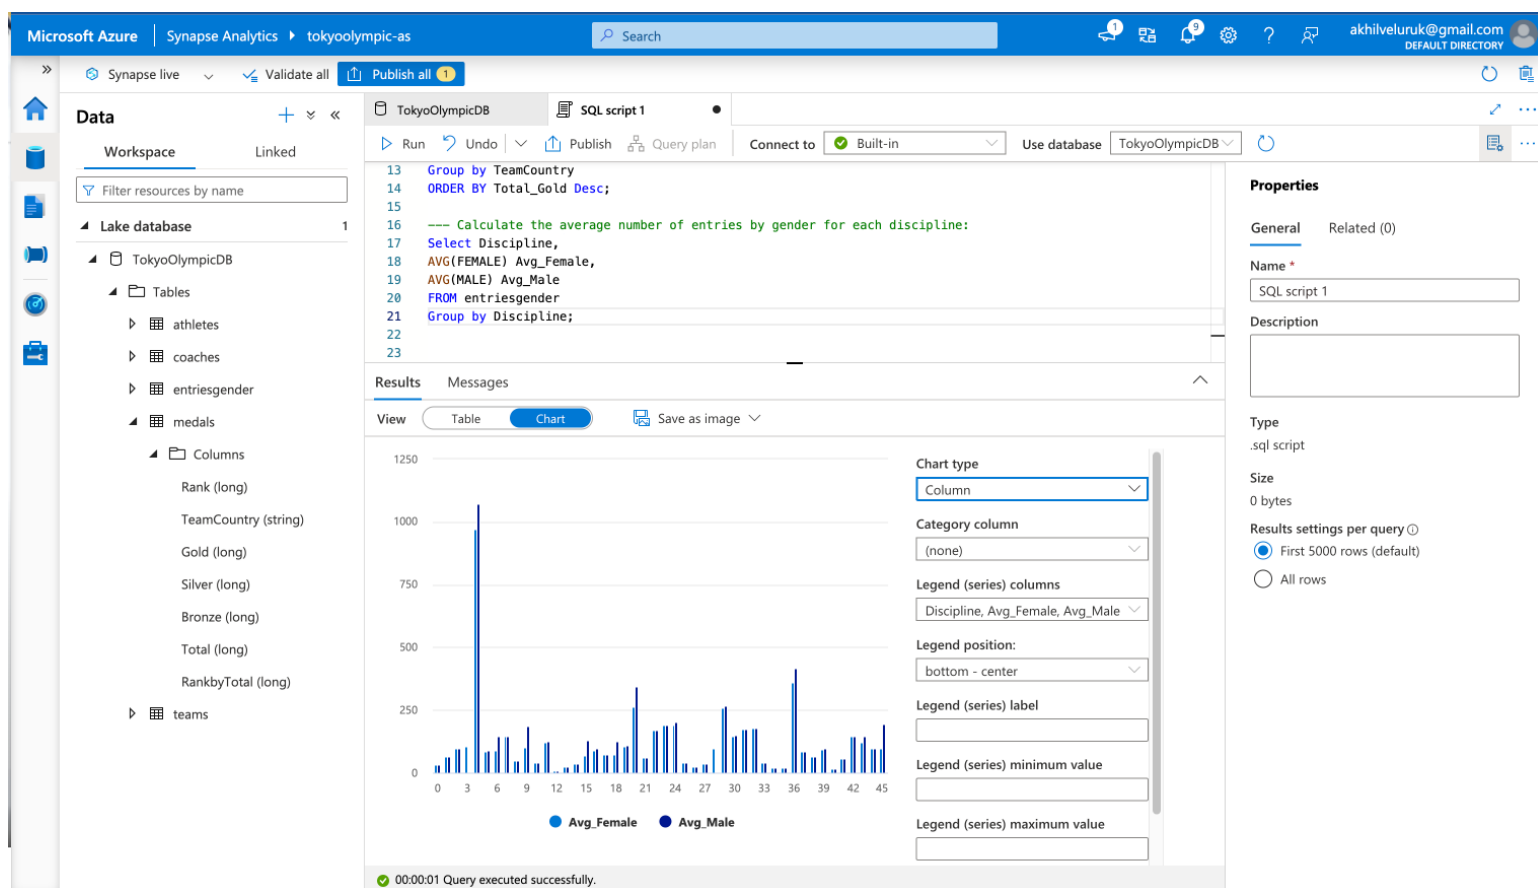 Microsoft Azure
Synapse Analytics
tokyoolympic-as
Search
1
9
?
akhilveluruk@gmail.com
DEFAULT DIRECTORY
Synapse live
Validate all
Publish all 1
Data
Workspace
Linked
Filter resources by name
Lake database
1
TokyoOlympicDB
Tables
athletes
coaches
entriesgender
medals
Columns
Rank (long)
TeamCountry (string)
Gold (long)
Silver (long)
Bronze (long)
Total (long)
RankbyTotal (long)
teams
TokyoOlympicDB
SQL script 1
Run
Undo
Publish
Query plan
Connect to
Built-in
Use database
TokyoOlympicDB
13 Group by TeamCountry
14 ORDER BY Total_Gold Desc;
15
16 --- Calculate the average number of entries by gender for each discipline:
17 Select Discipline,
18 AVG(FEMALE) Avg_Female,
19 AVG(MALE) Avg_Male
20 FROM entriesgender
21 Group by Discipline;
22
23
Results
Messages
View
Table
Chart
Save as image
1250
1000
750
500
250
0
0 3 6 9 12 15 18 21 24 27 30 33 36 39 42 45
Avg_Female
Avg_Male
Chart type
Column
Category column
(none)
Legend (series) columns
Discipline, Avg_Female, Avg_Male
Legend position:
bottom - center
Legend (series) label
Legend (series) minimum value
Legend (series) maximum value
00:00:01 Query executed successfully.
Properties
General
Related (0)
Name *
SQL script 1
Description
Type
.sql script
Size
0 bytes
Results settings per query
First 5000 rows (default)
All rows